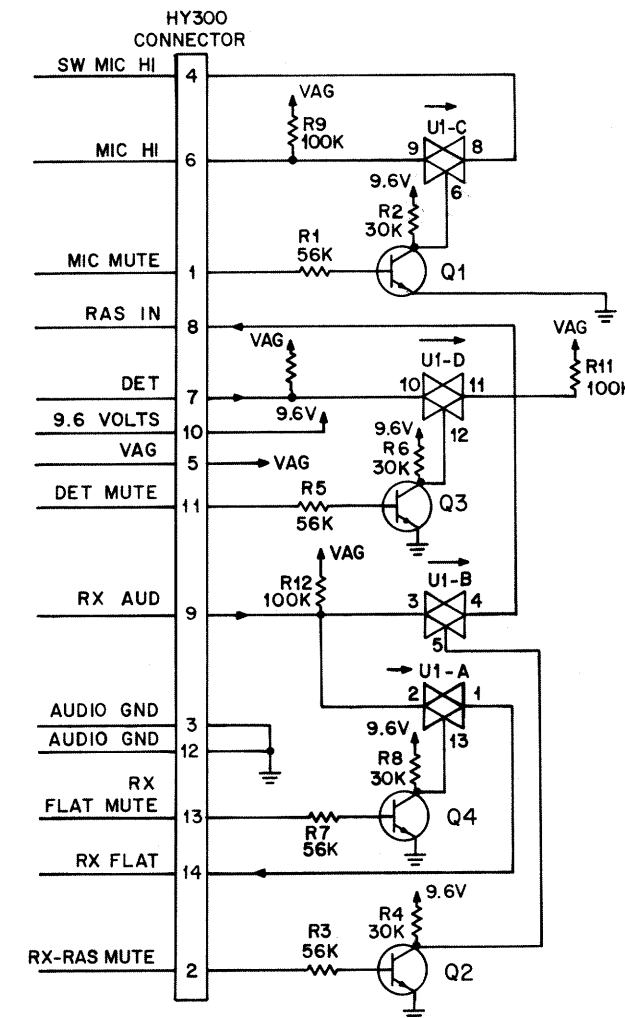 HY300
CONNECTOR
SW MIC HI 4
VAG
R9
100K
U1-C
MIC HI 6
9 8
9.6V
6
R2
30K
R1
56K
MIC MUTE 1
Q1
RAS IN 8
VAG
VAG
U1-D
R11
100K
DET 7
10 11
9.6V
12
9.6 VOLTS 10
9.6V
R6
30K
VAG 5
VAG
DET MUTE 11
R5
56K
Q3
VAG
R12
100K
U1-B
RX AUD 9
3 4
5
U1-A
2 1
AUDIO GND 3
13
9.6V
AUDIO GND 12
R8
30K
RX
FLAT MUTE 13
R7
56K
Q4
RX FLAT 14
9.6V
R4
30K
R3
56K
RX-RAS MUTE 2
Q2